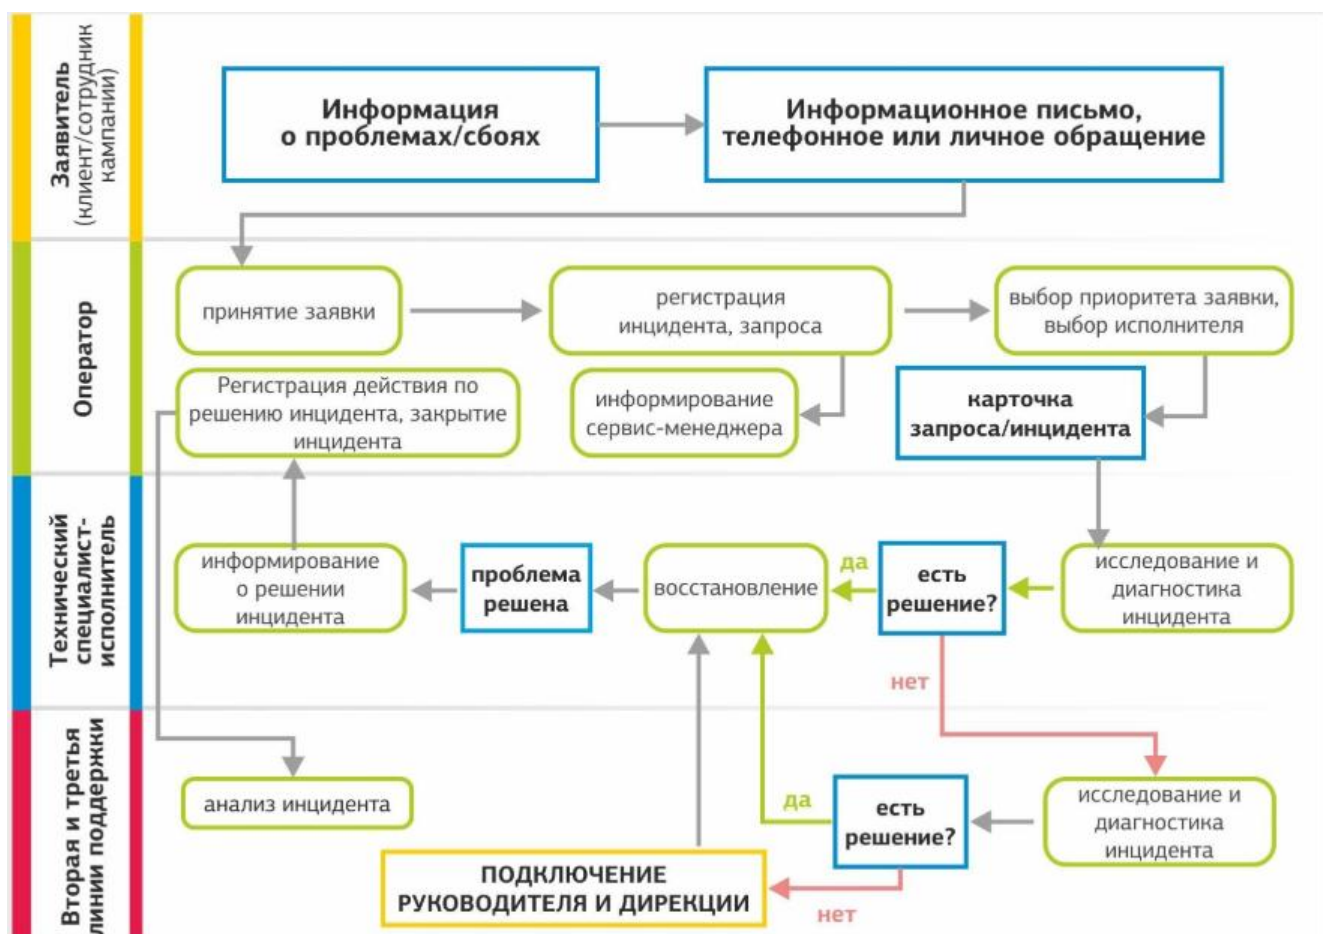 Заявитель
(клиент/сотрудник
кампании)
Информация
о проблемах/сбоях
Информационное письмо,
телефонное или личное обращение
Оператор
принятие заявки
регистрация
инцидента, запроса
выбор приоритета заявки,
выбор исполнителя
Регистрация действия по
решению инцидента, закрытие
инцидента
информирование
сервис-менеджера
карточка
запроса/инцидента
Технический
специалист-
исполнитель
информирование
о решении
инцидента
проблема
решена
восстановление
да
есть
решение?
исследование и
диагностика
инцидента
нет
Вторая и третья
линии поддержки
анализ инцидента
да
есть
решение?
исследование и
диагностика
инцидента
ПОДКЛЮЧЕНИЕ
РУКОВОДИТЕЛЯ И ДИРЕКЦИИ
нет